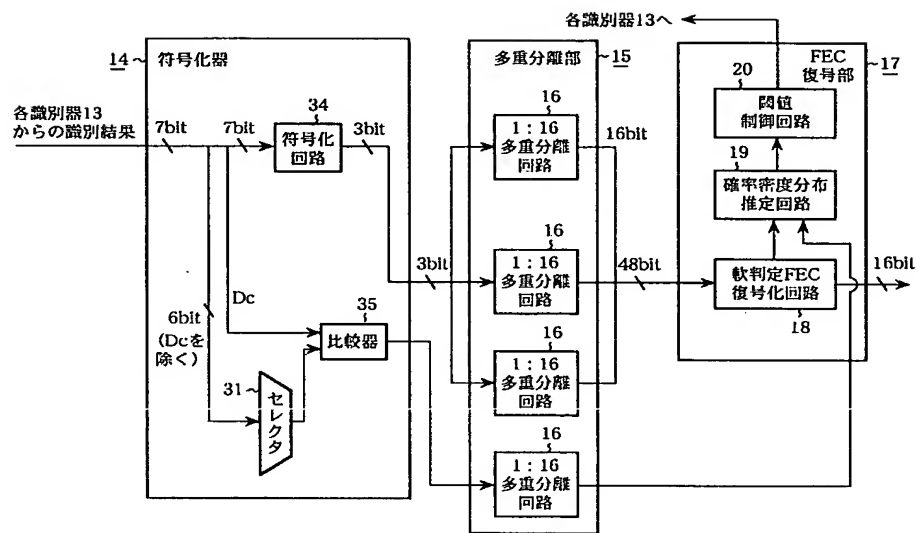 各識別器13へ
14 符号化器
多重分離部 15
FEC
復号部 17
各識別器13
からの識別結果
7bit
7bit
34
符号化
回路
3bit
6bit
(Dcを
除く)
Dc
35
比較器
31
セレクタ
3bit
16
1:16
多重分離
回路
16bit
16
1:16
多重分離
回路
48bit
16
1:16
多重分離
回路
16
1:16
多重分離
回路
20
閾値
制御回路
19
確率密度分布
推定回路
軟判定FEC
復号化回路
18
16bit